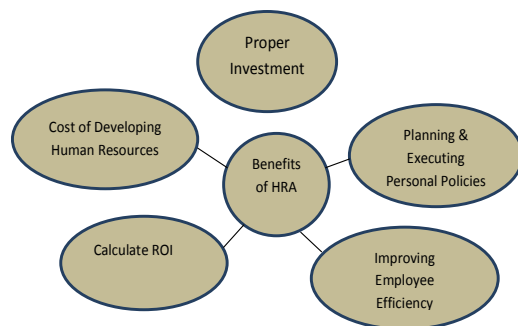 Proper
Investment
Cost of Developing
Human Resources
Benefits
of HRA
Planning &
Executing
Personal Policies
Calculate ROI
Improving
Employee
Efficiency